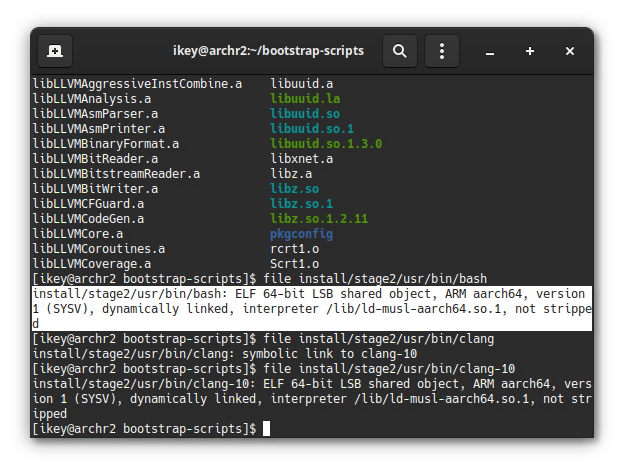 ikey@archr2:~/bootstrap-scripts
libLLVMAggressiveInstCombine.a    libuuid.a
libLLVMAnalysis.a                 libuuid.la
libLLVMAsmParser.a                libuuid.so
libLLVMAsmPrinter.a               libuuid.so.1
libLLVMBinaryFormat.a             libuuid.so.1.3.0
libLLVMBitReader.a                libxnet.a
libLLVMBitstreamReader.a          libz.a
libLLVMBitWriter.a                libz.so
libLLVMCFGuard.a                  libz.so.1
libLLVMCodeGen.a                  libz.so.1.2.11
libLLVMCore.a                     pkgconfig
libLLVMCoroutines.a               rcrt1.o
libLLVMCoverage.a                 Scrt1.o
[ikey@archr2 bootstrap-scripts]$ file install/stage2/usr/bin/bash
install/stage2/usr/bin/bash: ELF 64-bit LSB shared object, ARM aarch64, version
1 (SYSV), dynamically linked, interpreter /lib/ld-musl-aarch64.so.1, not strippe
d
[ikey@archr2 bootstrap-scripts]$ file install/stage2/usr/bin/clang
install/stage2/usr/bin/clang: symbolic link to clang-10
[ikey@archr2 bootstrap-scripts]$ file install/stage2/usr/bin/clang-10
install/stage2/usr/bin/clang-10: ELF 64-bit LSB shared object, ARM aarch64, vers
ion 1 (SYSV), dynamically linked, interpreter /lib/ld-musl-aarch64.so.1, not str
ipped
[ikey@archr2 bootstrap-scripts]$